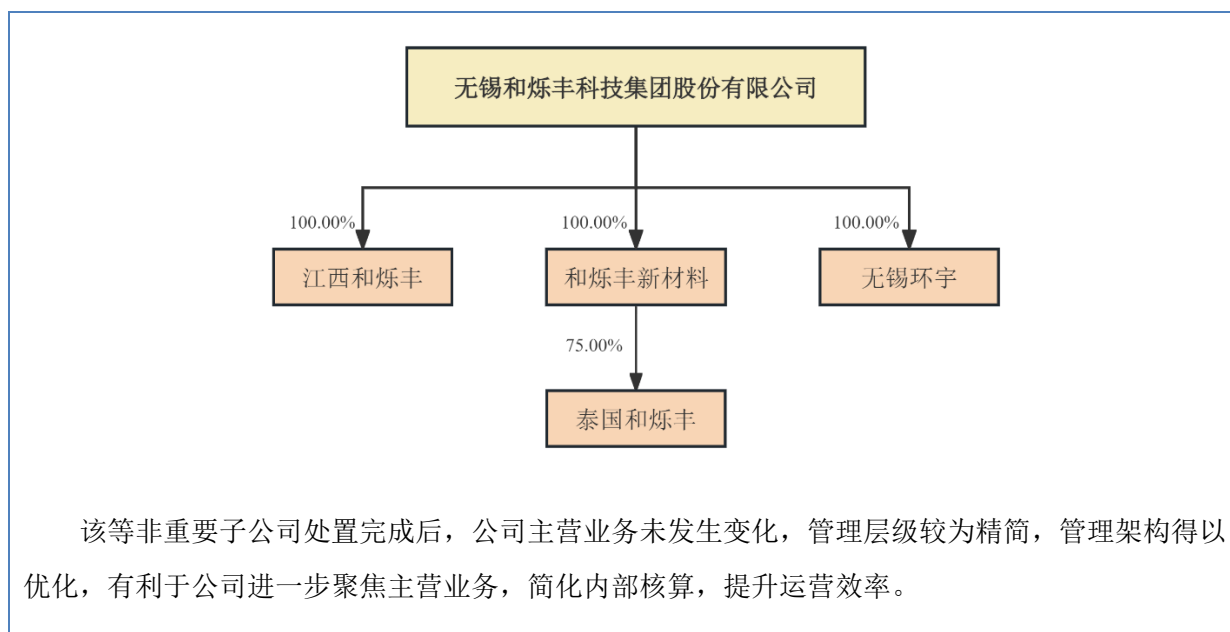 无锡和烁丰科技集团股份有限公司
100.00%
100.00%
100.00%
江西和烁丰
和烁丰新材料
无锡环宇
75.00%
泰国和烁丰
该等非重要子公司处置完成后，公司主营业务未发生变化，管理层级较为精简，管理架构得以
优化，有利于公司进一步聚焦主营业务，简化内部核算，提升运营效率。